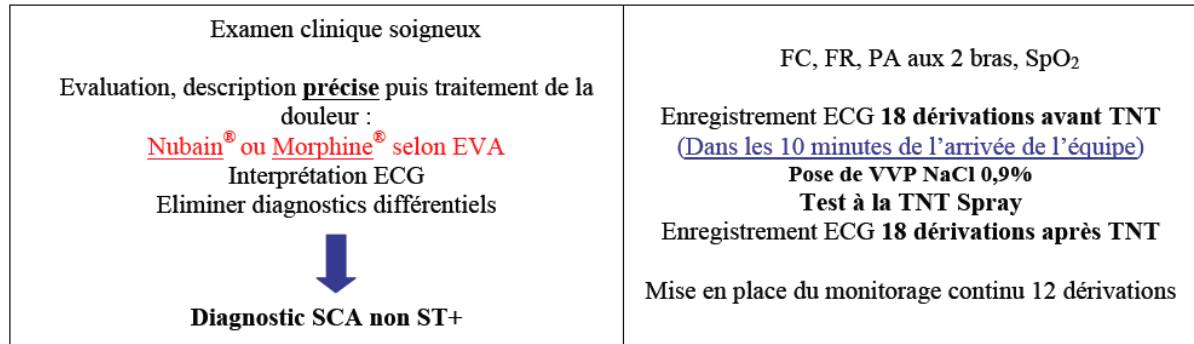 Examen clinique soigneux
Evaluation, description précise puis traitement de la
douleur :
Nubain® ou Morphine® selon EVA
Interprétation ECG
Eliminer diagnostics différentiels
Diagnostic SCA non ST+
FC, FR, PA aux 2 bras, SpO₂
Enregistrement ECG 18 dérivations avant TNT
(Dans les 10 minutes de l’arrivée de l’équipe)
Pose de VVP NaCl 0,9%
Test à la TNT Spray
Enregistrement ECG 18 dérivations après TNT
Mise en place du monitorage continu 12 dérivations